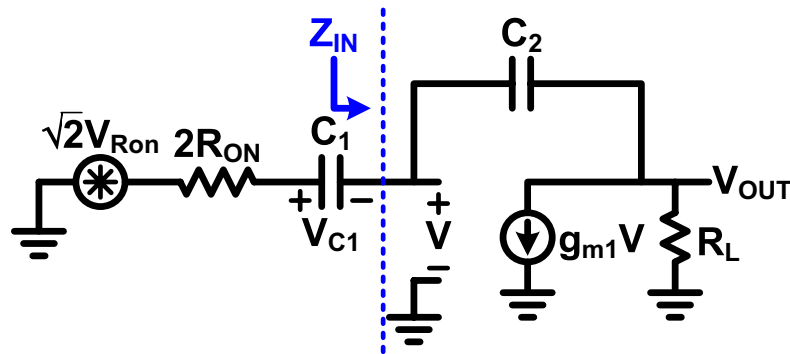 Z_IN
C₂
√2V_Ron
2R_ON
C₁
+
−
V_C1
+
V
−
g_m1V
V_OUT
R_L